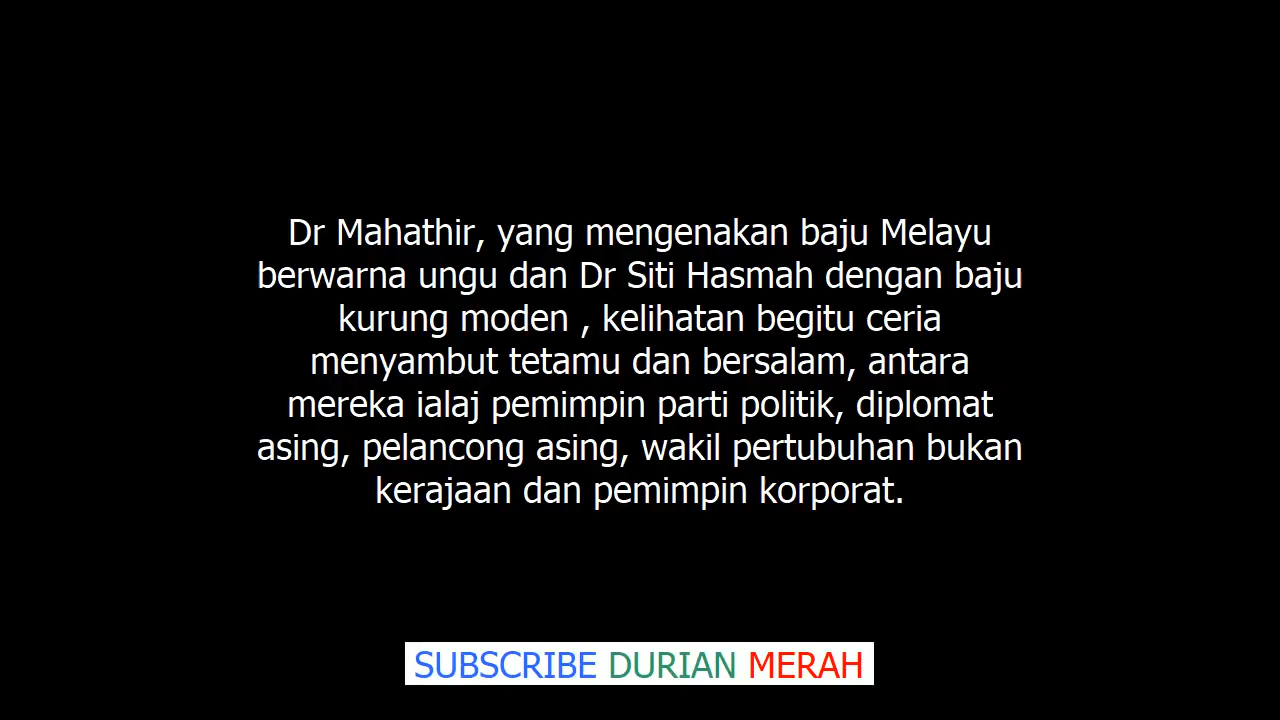 Dr Mahathir, yang mengenakan baju Melayu
berwarna ungu dan Dr Siti Hasmah dengan baju
kurung moden , kelihatan begitu ceria
menyambut tetamu dan bersalam, antara
mereka ialaj pemimpin parti politik, diplomat
asing, pelancong asing, wakil pertubuhan bukan
kerajaan dan pemimpin korporat.
SUBSCRIBE DURIAN MERAH